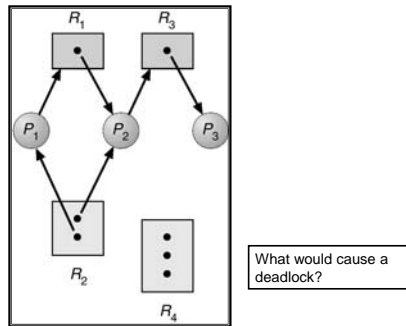 R1 R3
P1 P2 P3
R2
R4
What would cause a
deadlock?